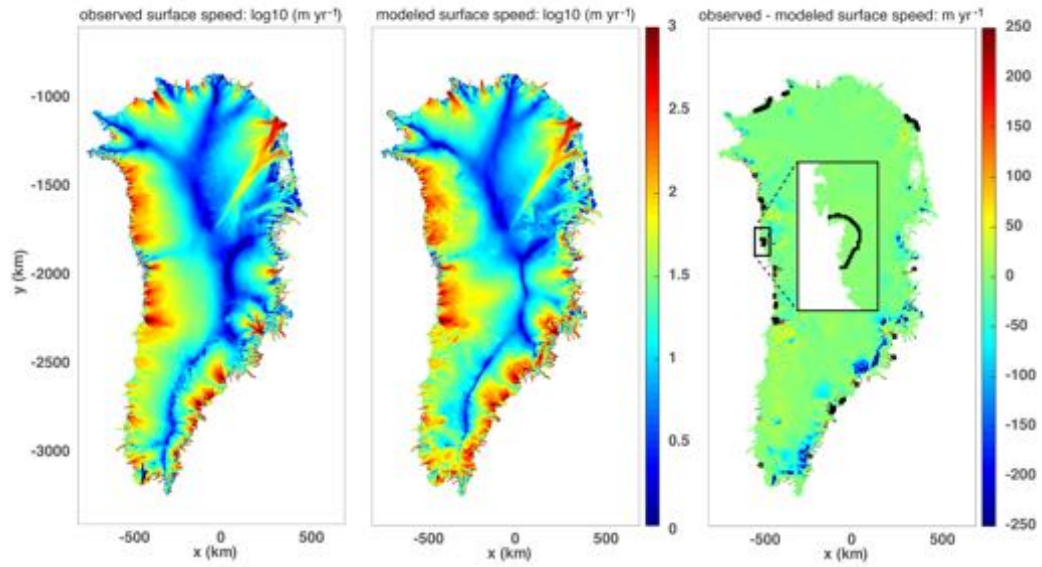 observed surface speed: log10 (m yr⁻¹)
modeled surface speed: log10 (m yr⁻¹)
observed - modeled surface speed: m yr⁻¹
-1000
-1500
-2000
-2500
-3000
y (km)
-500 0 500
x (km)
-500 0 500
x (km)
3
2.5
2
1.5
1
0.5
0
-500 0 500
x (km)
250
200
150
100
50
0
-50
-100
-150
-200
-250